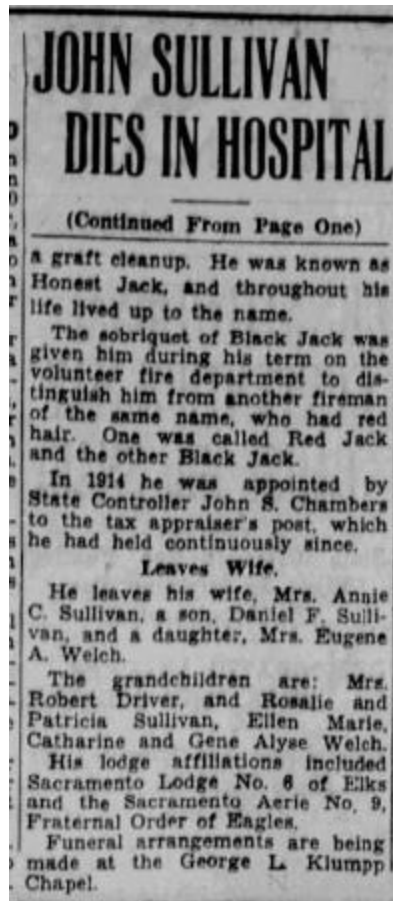 JOHN SULLIVAN
DIES IN HOSPITAL
(Continued From Page One)
a graft cleanup. He was known as
Honest Jack, and throughout his
life lived up to the name.
The sobriquet of Black Jack was
given him during his term on the
volunteer fire department to dis-
tinguish him from another fireman
of the same name, who had red
hair. One was called Red Jack
and the other Black Jack.
In 1914 he was appointed by
State Controller John S. Chambers
to the tax appraiser's post, which
he had held continuously since.
Leaves Wife.
He leaves his wife, Mrs. Annie
C. Sullivan, a son, Daniel F. Sulli-
van, and a daughter, Mrs. Eugene
A. Welch.
The grandchildren are: Mrs.
Robert Driver, and Rosalie and
Patricia Sullivan, Ellen Marie,
Catharine and Gene Alyse Welch.
His lodge affiliations included
Sacramento Lodge No. 6 of Elks
and the Sacramento Aerie No. 9,
Fraternal Order of Eagles.
Funeral arrangements are being
made at the George L. Klumpp
Chapel.